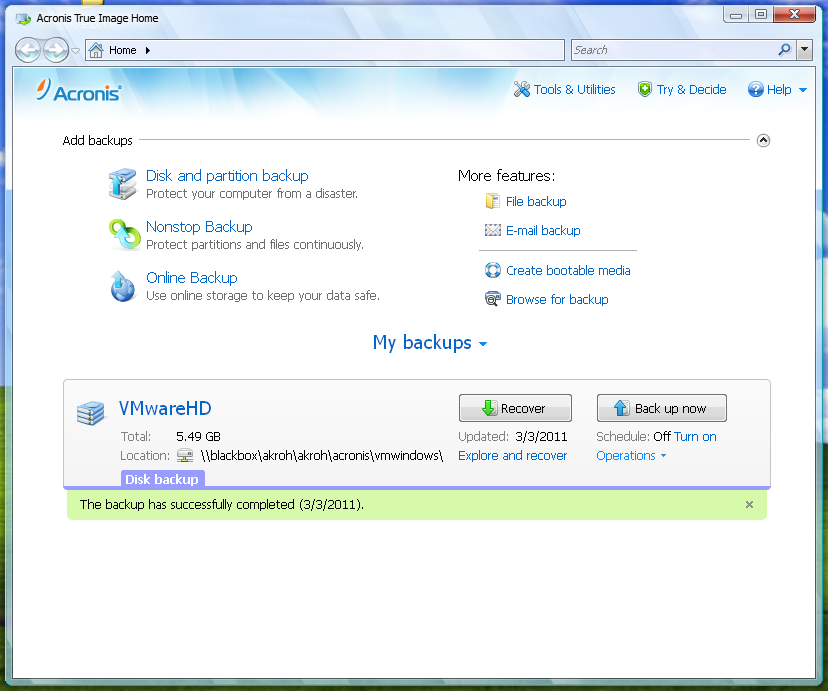 Acronis True Image Home
Home
Search
Acronis
Tools & Utilities
Try & Decide
Help
Add backups
Disk and partition backup
Protect your computer from a disaster.
Nonstop Backup
Protect partitions and files continuously.
Online Backup
Use online storage to keep your data safe.
More features:
File backup
E-mail backup
Create bootable media
Browse for backup
My backups
VMwareHD
Total: 5.49 GB
Location: \\blackbox\akroh\akroh\acronis\vmwindows\
Disk backup
Recover
Updated: 3/3/2011
Explore and recover
Back up now
Schedule: Off Turn on
Operations
The backup has successfully completed (3/3/2011).